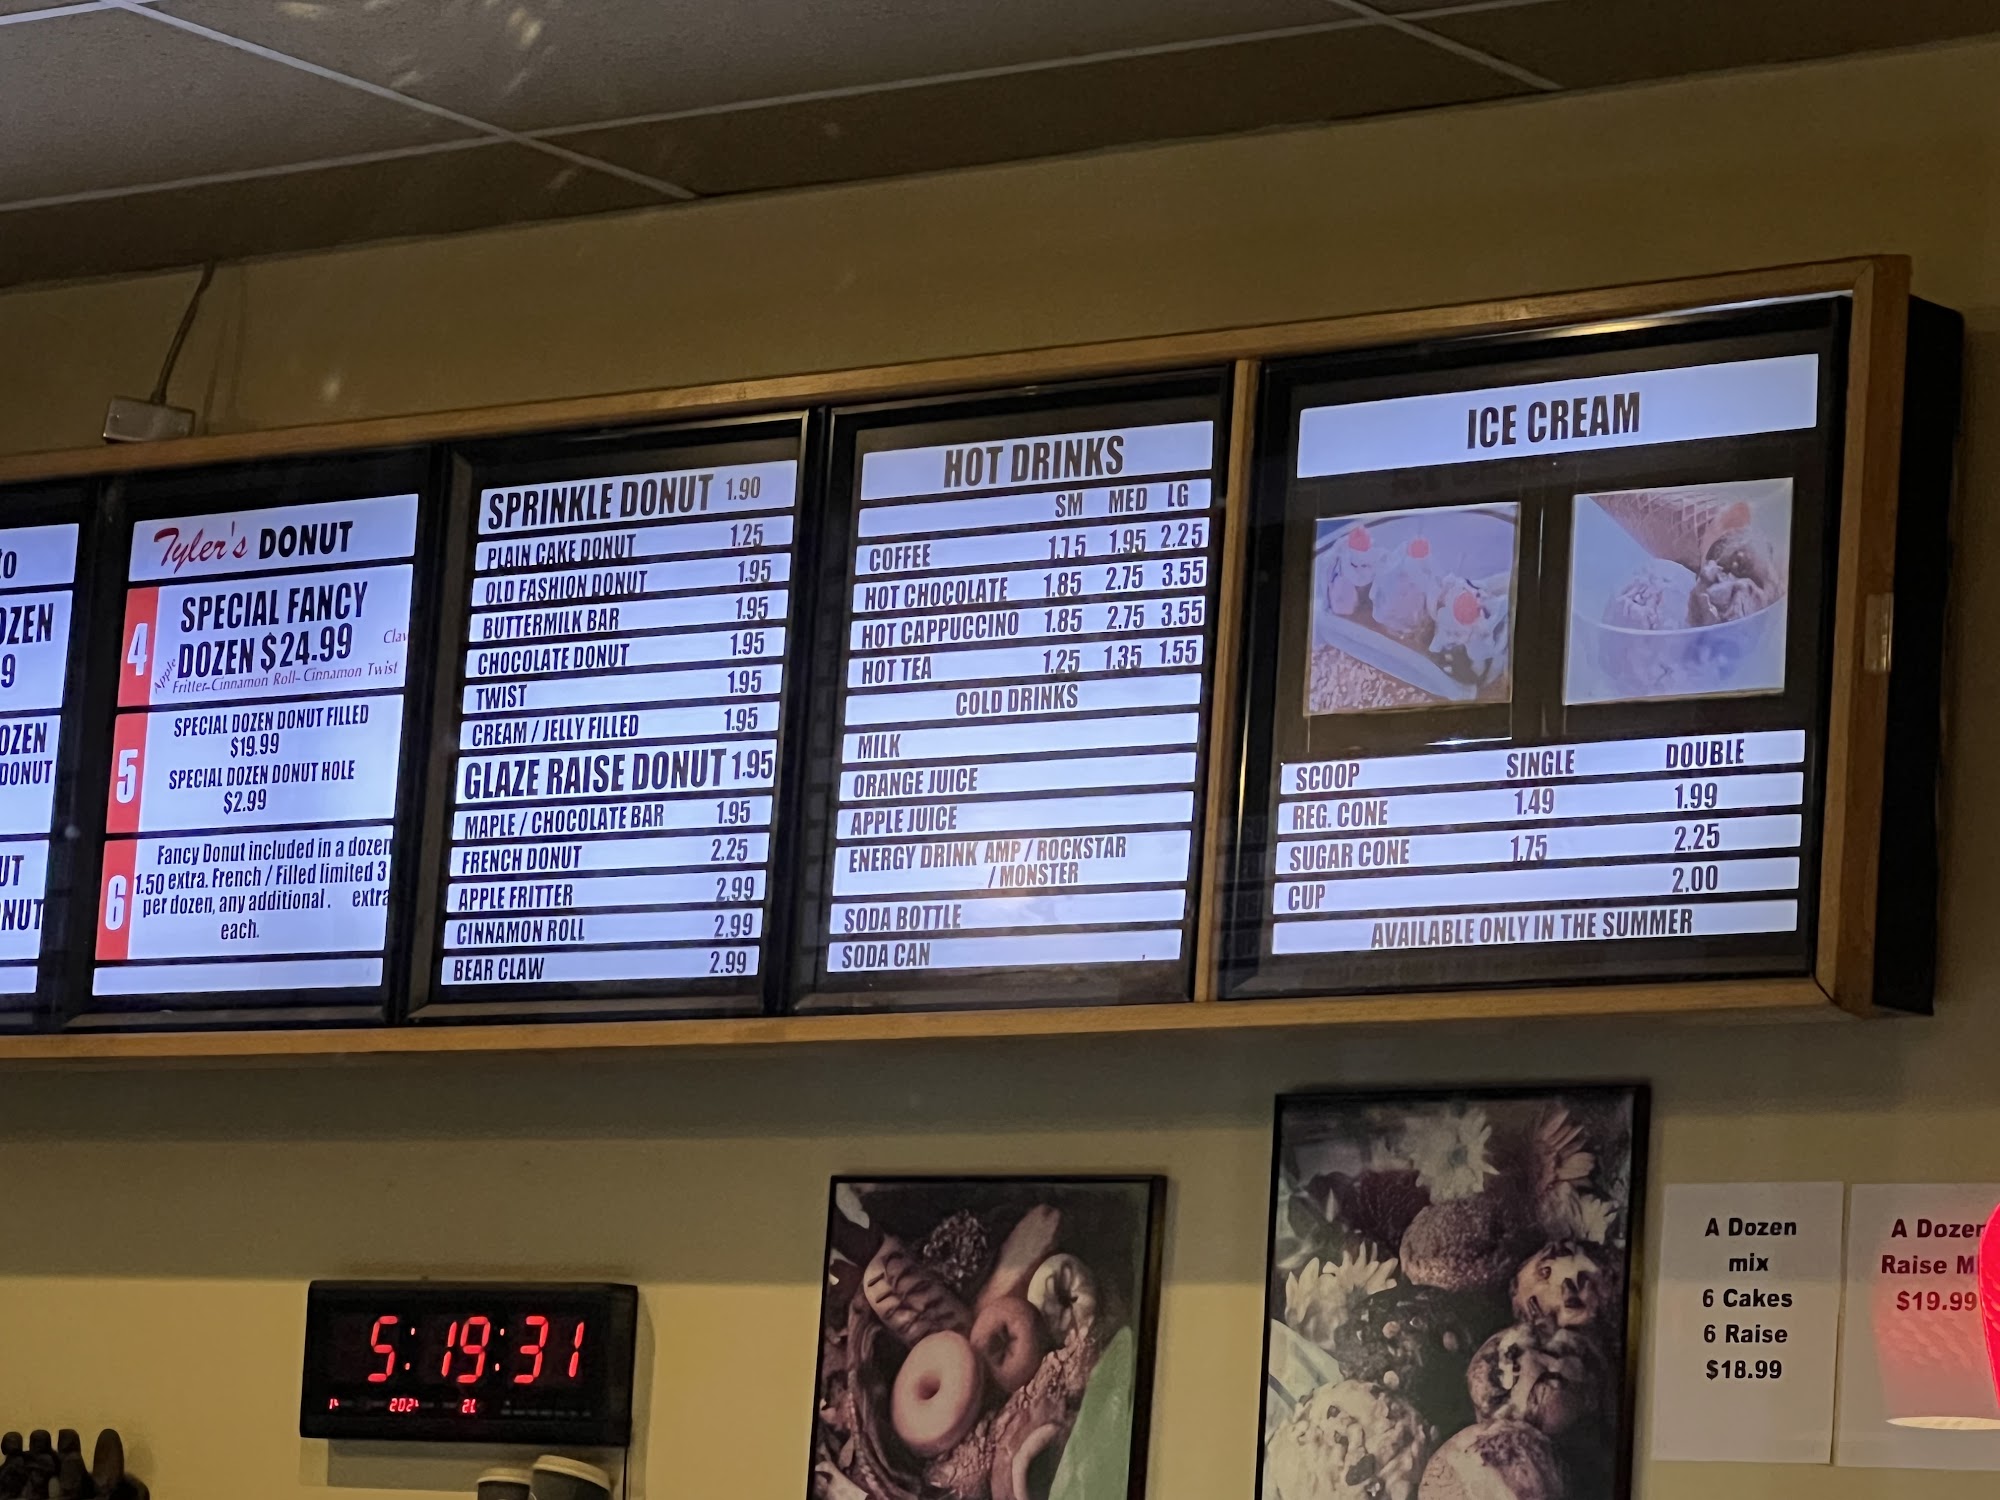 ZEN
9
OZEN
DONUT
UT
NUT
Tyler's DONUT
4
SPECIAL FANCY
DOZEN $24.99
Apple
Fritter-Cinnamon Roll-Cinnamon Twist
5
SPECIAL DOZEN DONUT FILLED
$19.99
SPECIAL DOZEN DONUT HOLE
$2.99
6
Fancy Donut included in a dozen
1.50 extra. French / Filled limited 3
per dozen, any additional. extra
each.
SPRINKLE DONUT 1.90
PLAIN CAKE DONUT 1.25
OLD FASHION DONUT 1.95
BUTTERMILK BAR 1.95
CHOCOLATE DONUT 1.95
TWIST 1.95
CREAM / JELLY FILLED 1.95
GLAZE RAISE DONUT 1.95
MAPLE / CHOCOLATE BAR 1.95
FRENCH DONUT 2.25
APPLE FRITTER 2.99
CINNAMON ROLL 2.99
BEAR CLAW 2.99
HOT DRINKS
SM MED LG
COFFEE 1.75 1.95 2.25
HOT CHOCOLATE 1.85 2.75 3.55
HOT CAPPUCCINO 1.85 2.75 3.55
HOT TEA 1.25 1.35 1.55
COLD DRINKS
MILK
ORANGE JUICE
APPLE JUICE
ENERGY DRINK AMP / ROCKSTAR
/ MONSTER
SODA BOTTLE
SODA CAN
ICE CREAM
SCOOP SINGLE DOUBLE
REG. CONE 1.49 1.99
SUGAR CONE 1.75 2.25
CUP 2.00
AVAILABLE ONLY IN THE SUMMER
5:19:31
A Dozen
mix
6 Cakes
6 Raise
$18.99
A Dozen
Raise M
$19.99